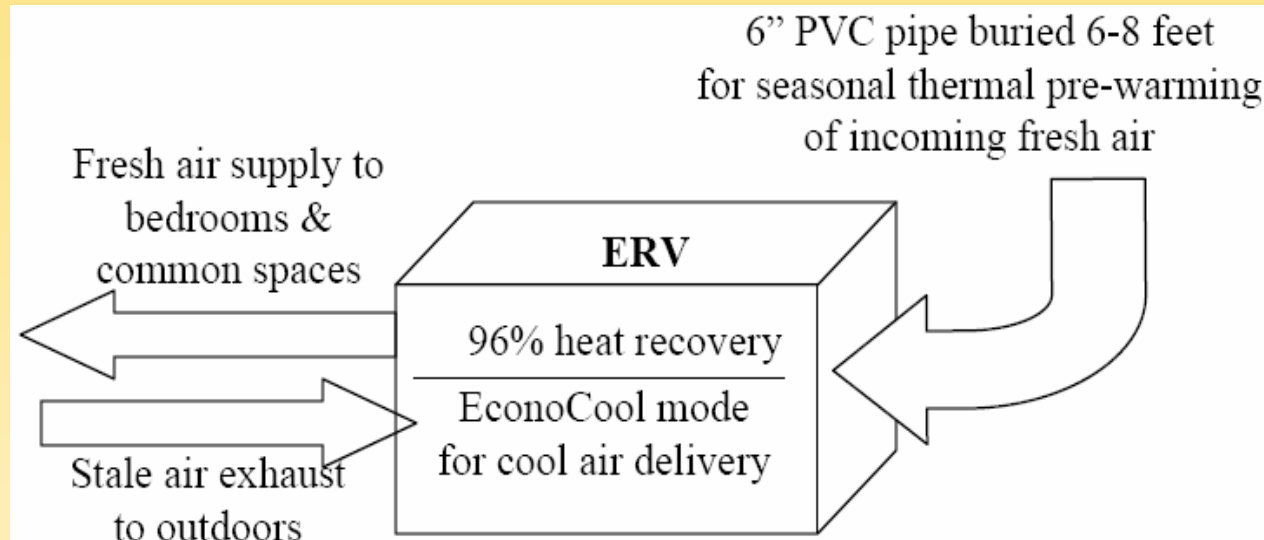 6” PVC pipe buried 6-8 feet
for seasonal thermal pre-warming
of incoming fresh air
Fresh air supply to
bedrooms &
common spaces
ERV
96% heat recovery
EconoCool mode
for cool air delivery
Stale air exhaust
to outdoors